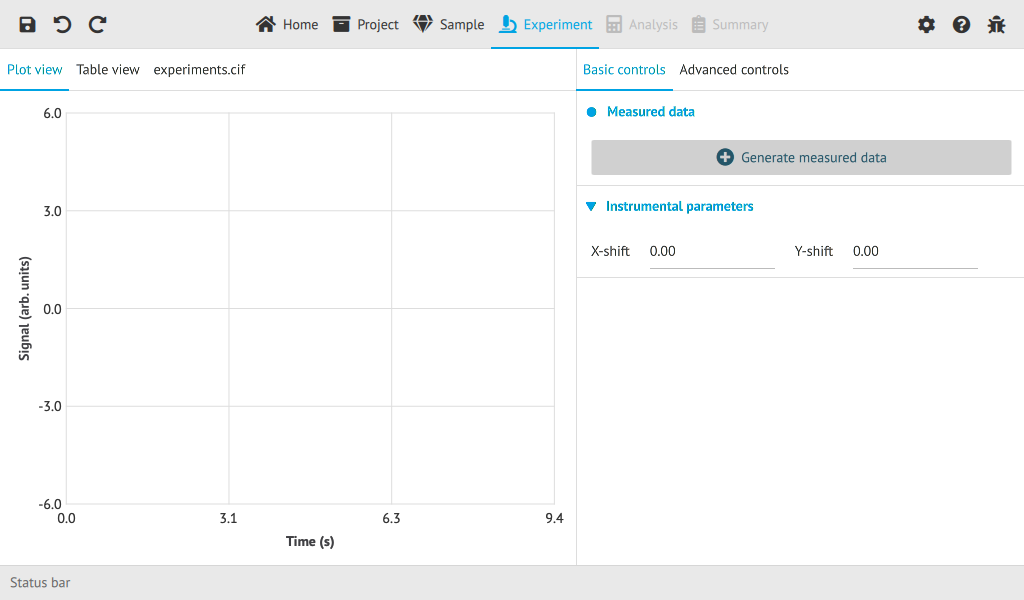 Home Project Sample Experiment Analysis Summary
Plot view Table view experiments.cif
Basic controls Advanced controls
Measured data
Generate measured data
Instrumental parameters
X-shift 0.00 Y-shift 0.00
6.0
3.0
0.0
-3.0
-6.0
Signal (arb. units)
0.0 3.1 6.3 9.4
Time (s)
Status bar